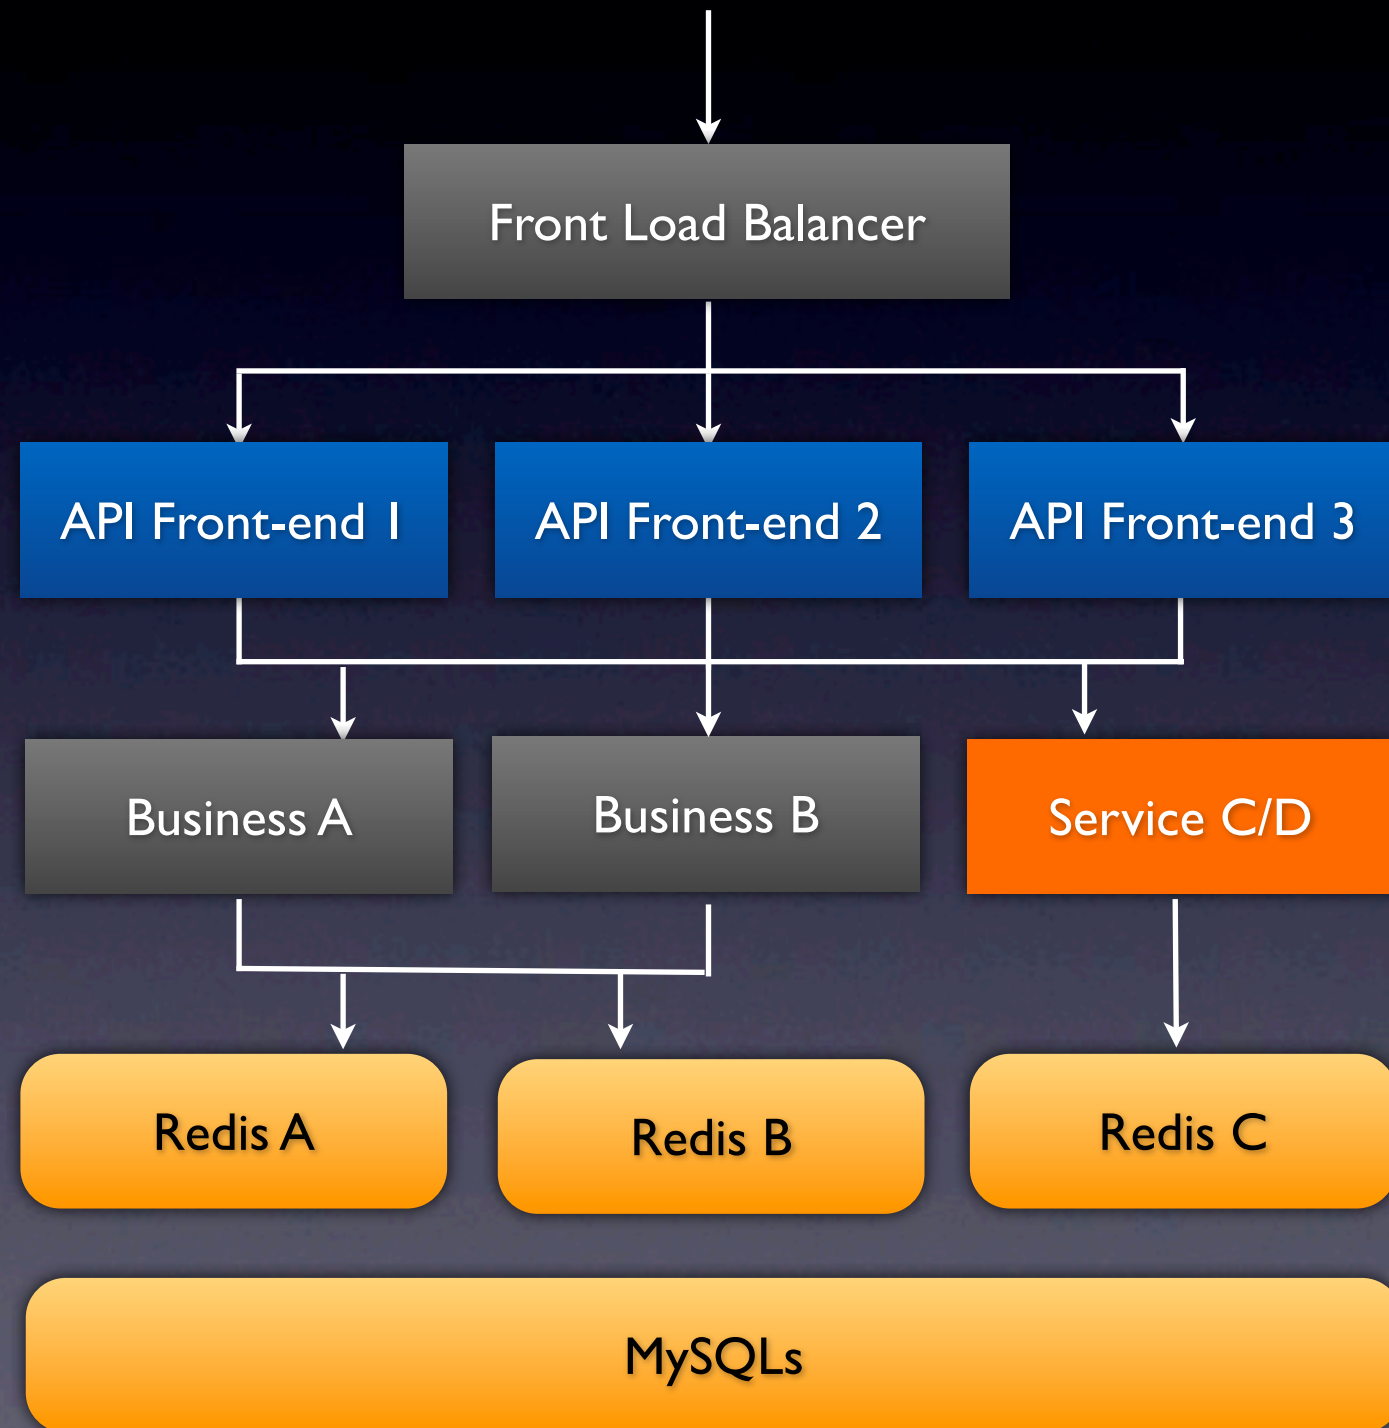 Front Load Balancer
API Front-end 1
API Front-end 2
API Front-end 3
Business A
Business B
Service C/D
Redis A
Redis B
Redis C
MySQLs